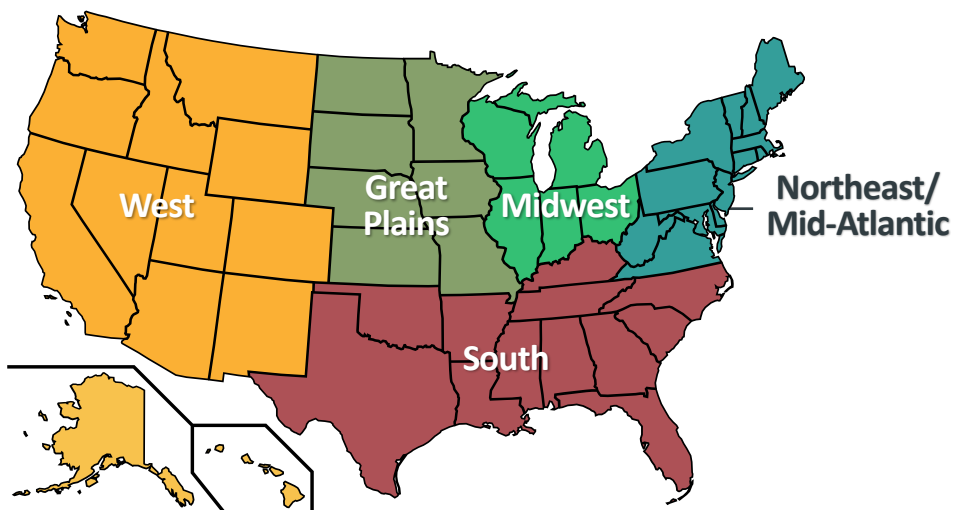 West
Great
Plains
Midwest
Northeast/
Mid-Atlantic
South